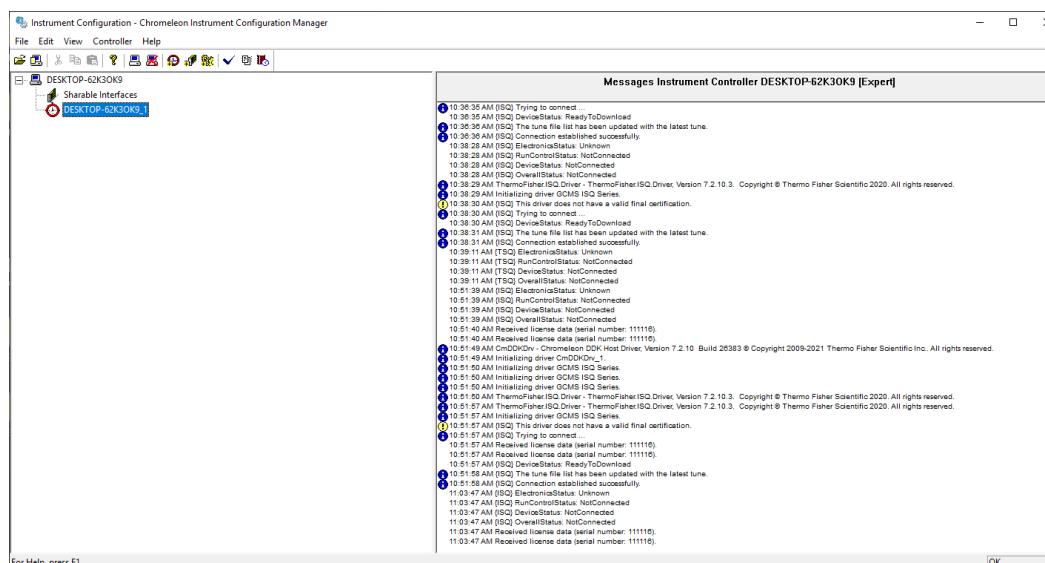 Instrument Configuration - Chromeleon Instrument Configuration Manager
File Edit View Controller Help
DESKTOP-62K3OK9
Sharable Interfaces
DESKTOP-62K3OK9_1
Messages Instrument Controller DESKTOP-62K3OK9 [Expert]
10:36:35 AM {ISQ} Trying to connect ...
10:36:35 AM {ISQ} DeviceStatus: ReadyToDownload
10:36:36 AM {ISQ} The tune file list has been updated with the latest tune.
10:36:36 AM {ISQ} Connection established successfully.
10:38:28 AM {ISQ} ElectronicsStatus: Unknown
10:38:28 AM {ISQ} RunControlStatus: NotConnected
10:38:28 AM {ISQ} DeviceStatus: NotConnected
10:38:28 AM {ISQ} OverallStatus: NotConnected
10:38:29 AM ThermoFisher.ISQ.Driver - ThermoFisher.ISQ.Driver, Version 7.2.10.3. Copyright © Thermo Fisher Scientific 2020. All rights reserved.
10:38:29 AM Initializing driver GCMS ISQ Series.
10:38:30 AM {ISQ} This driver does not have a valid final certification.
10:38:30 AM {ISQ} Trying to connect ...
10:38:30 AM {ISQ} DeviceStatus: ReadyToDownload
10:38:31 AM {ISQ} The tune file list has been updated with the latest tune.
10:38:31 AM {ISQ} Connection established successfully.
10:39:11 AM {TSQ} ElectronicsStatus: Unknown
10:39:11 AM {TSQ} RunControlStatus: NotConnected
10:39:11 AM {TSQ} DeviceStatus: NotConnected
10:39:11 AM {TSQ} OverallStatus: NotConnected
10:51:39 AM {ISQ} ElectronicsStatus: Unknown
10:51:39 AM {ISQ} RunControlStatus: NotConnected
10:51:39 AM {ISQ} DeviceStatus: NotConnected
10:51:39 AM {ISQ} OverallStatus: NotConnected
10:51:40 AM Received license data (serial number: 111116).
10:51:40 AM Received license data (serial number: 111116).
10:51:49 AM CmDDKDrv - Chromeleon DDK Host Driver, Version 7.2.10 Build 26383 © Copyright 2009-2021 Thermo Fisher Scientific Inc.. All rights reserved.
10:51:49 AM Initializing driver CmDDKDrv_1.
10:51:50 AM Initializing driver GCMS ISQ Series.
10:51:50 AM Initializing driver GCMS ISQ Series.
10:51:50 AM Initializing driver GCMS ISQ Series.
10:51:50 AM ThermoFisher.ISQ.Driver - ThermoFisher.ISQ.Driver, Version 7.2.10.3. Copyright © Thermo Fisher Scientific 2020. All rights reserved.
10:51:57 AM ThermoFisher.ISQ.Driver - ThermoFisher.ISQ.Driver, Version 7.2.10.3. Copyright © Thermo Fisher Scientific 2020. All rights reserved.
10:51:57 AM Initializing driver GCMS ISQ Series.
10:51:57 AM {ISQ} This driver does not have a valid final certification.
10:51:57 AM {ISQ} Trying to connect ...
10:51:57 AM Received license data (serial number: 111116).
10:51:57 AM Received license data (serial number: 111116).
10:51:57 AM {ISQ} DeviceStatus: ReadyToDownload
10:51:58 AM {ISQ} The tune file list has been updated with the latest tune.
10:51:58 AM {ISQ} Connection established successfully.
11:03:47 AM {ISQ} ElectronicsStatus: Unknown
11:03:47 AM {ISQ} RunControlStatus: NotConnected
11:03:47 AM {ISQ} DeviceStatus: NotConnected
11:03:47 AM {ISQ} OverallStatus: NotConnected
11:03:47 AM Received license data (serial number: 111116).
11:03:47 AM Received license data (serial number: 111116).
For Help, press F1
OK